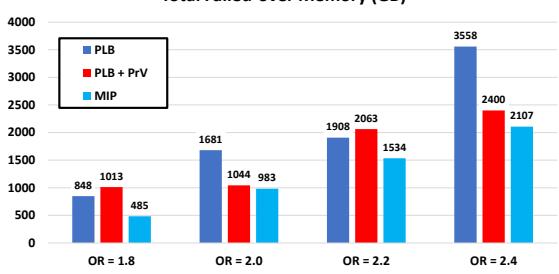 Total Failed over Memory (GB)
4000
3500
3000
2500
2000
1500
1000
500
0
PLB
PLB + PrV
MIP
848 1013 485
1681 1044 983
1908 2063 1534
3558 2400 2107
OR = 1.8 OR = 2.0 OR = 2.2 OR = 2.4